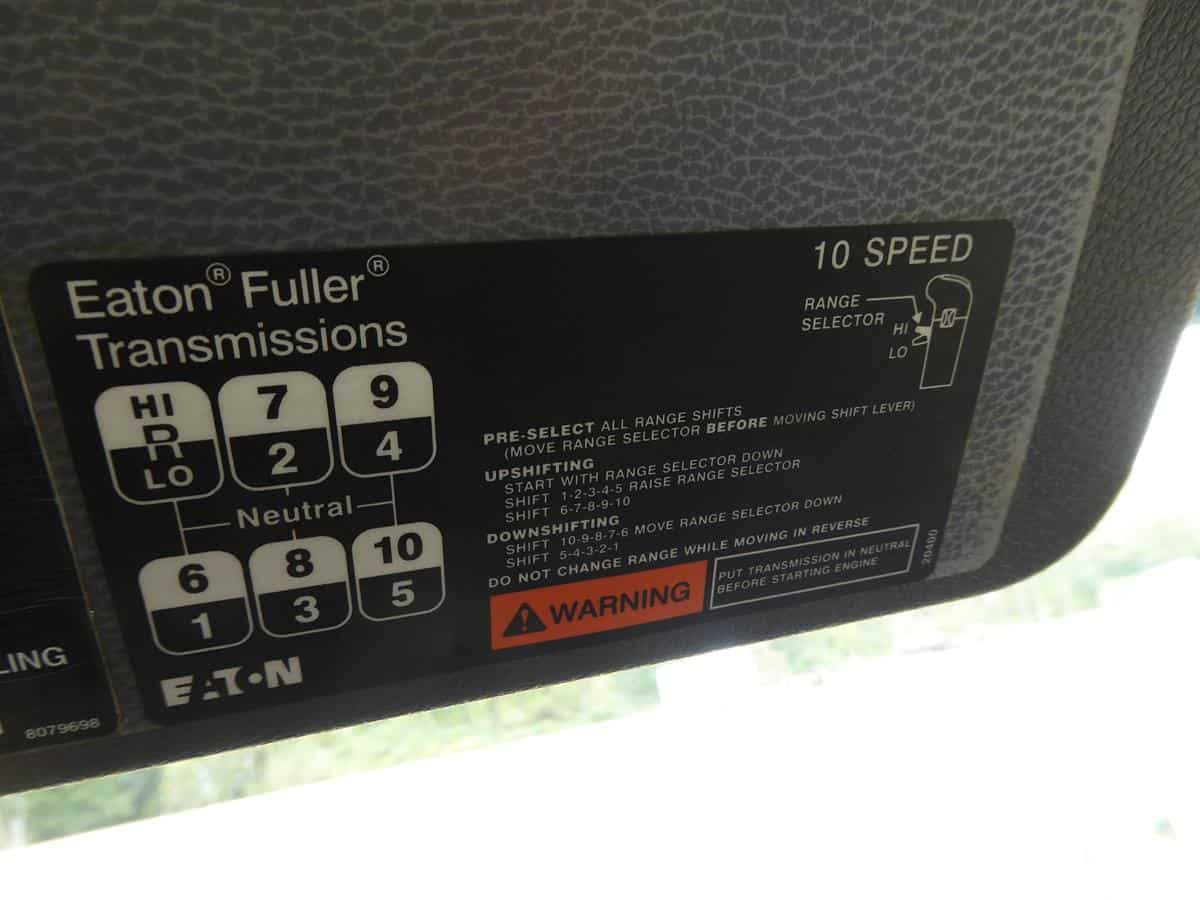 Eaton® Fuller®
Transmissions
10 SPEED
RANGE
SELECTOR
HI
LO
HI
R
LO
7
2
9
4
Neutral
6
1
8
3
10
5
EATON
PRE-SELECT ALL RANGE SHIFTS
(MOVE RANGE SELECTOR BEFORE MOVING SHIFT LEVER)
UPSHIFTING
START WITH RANGE SELECTOR DOWN
SHIFT 1-2-3-4-5 RAISE RANGE SELECTOR
SHIFT 6-7-8-9-10
DOWNSHIFTING
SHIFT 10-9-8-7-6 MOVE RANGE SELECTOR DOWN
SHIFT 5-4-3-2-1
DO NOT CHANGE RANGE WHILE MOVING IN REVERSE
WARNING
PUT TRANSMISSION IN NEUTRAL
BEFORE STARTING ENGINE
20400
LING
8079698